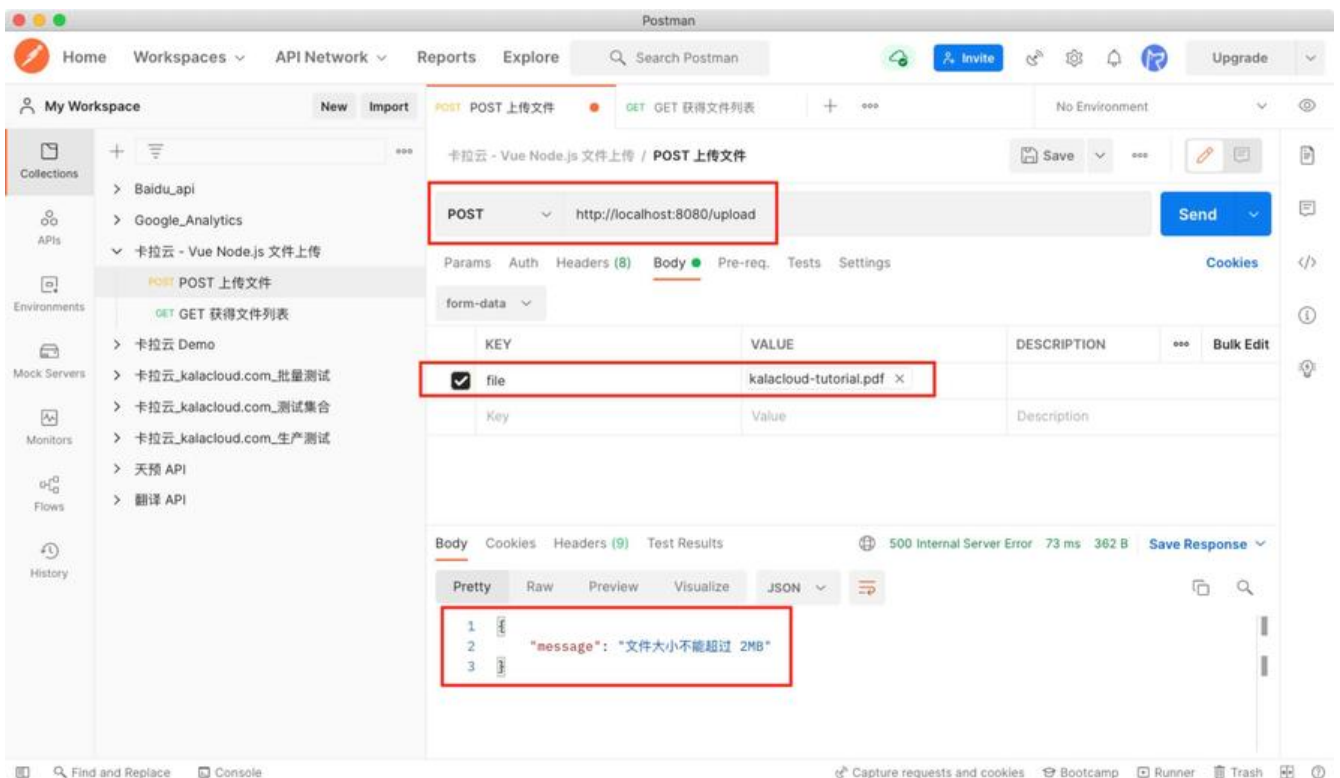 Postman
Home Workspaces API Network Reports Explore Search Postman Invite Upgrade
My Workspace New Import POST POST 上传文件 GET GET 获得文件列表 No Environment
Collections
APIs
Environments
Mock Servers
Monitors
Flows
History
Baidu_api
Google_Analytics
卡拉云 - Vue Node.js 文件上传
POST POST 上传文件
GET GET 获得文件列表
卡拉云 Demo
卡拉云_kalacloud.com_批量测试
卡拉云_kalacloud.com_测试集合
卡拉云_kalacloud.com_生产测试
天预 API
翻译 API
卡拉云 - Vue Node.js 文件上传 / POST 上传文件 Save
POST http://localhost:8080/upload Send
Params Auth Headers (8) Body Pre-req. Tests Settings Cookies
form-data
KEY VALUE DESCRIPTION Bulk Edit
file kalacloud-tutorial.pdf
Key Value Description
Body Cookies Headers (9) Test Results 500 Internal Server Error 73 ms 362 B Save Response
Pretty Raw Preview Visualize JSON
1 {
2 "message": "文件大小不能超过 2MB"
3 }
Find and Replace Console Capture requests and cookies Bootcamp Runner Trash